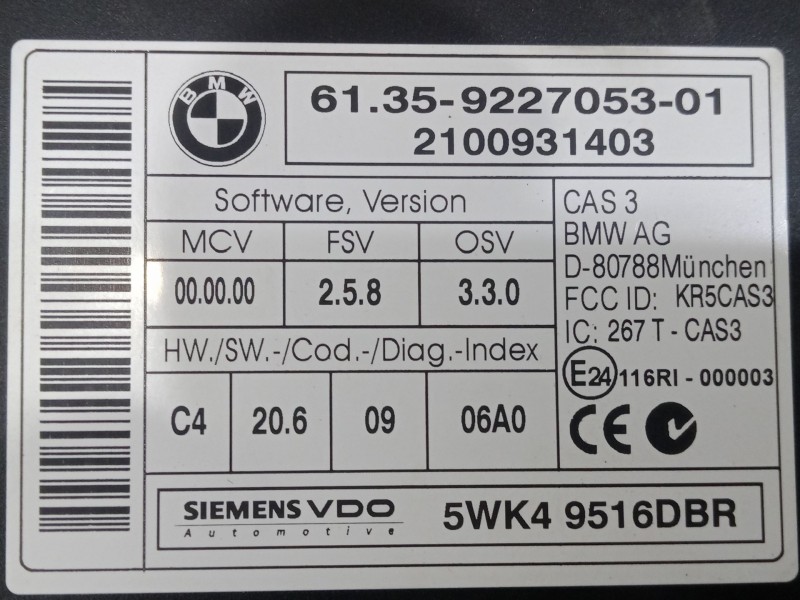 BMW
61.35-9227053-01
2100931403
Software, Version
MCV FSV OSV
00.00.00 2.5.8 3.3.0
HW./SW.-/Cod.-/Diag.-Index
C4 20.6 09 06A0
CAS 3
BMW AG
D-80788München
FCC ID: KR5CAS3
IC: 267 T - CAS3
E24 116RI - 000003
CE
SIEMENS VDO
Automotive
5WK4 9516DBR